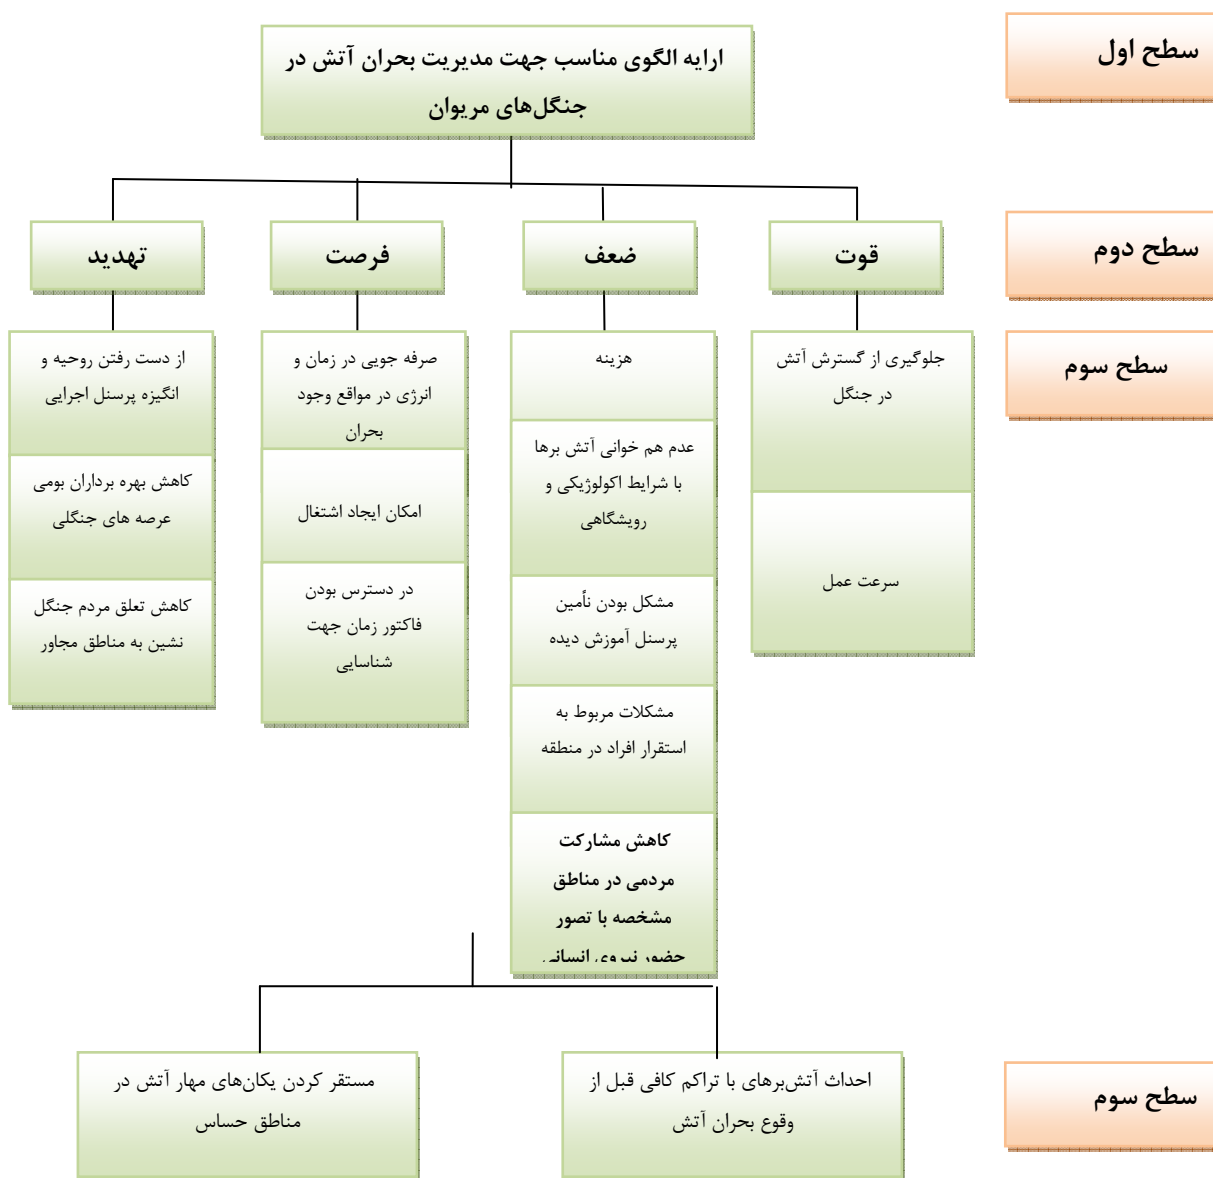 سطح اول
ارایه الگوی مناسب جهت مدیریت بحران آتش در
جنگل‌های مریوان
سطح دوم
قوت
ضعف
فرصت
تهدید
سطح سوم
جلوگیری از گسترش آتش
در جنگل
سرعت عمل
هزینه
عدم هم خوانی آتش برها
با شرایط اکولوژیکی و
رویشگاهی
مشکل بودن نأمین
پرسنل آموزش دیده
مشکلات مربوط به
استقرار افراد در منطقه
کاهش مشارکت
مردمی در مناطق
مشخصه با تصور
حضور نیروی انسانی
صرفه جویی در زمان و
انرژی در مواقع وجود
بحران
امکان ایجاد اشتغال
در دسترس بودن
فاکتور زمان جهت
شناسایی
از دست رفتن روحیه و
انگیزه پرسنل اجرایی
کاهش بهره برداران بومی
عرصه های جنگلی
کاهش تعلق مردم جنگل
نشین به مناطق مجاور
سطح سوم
احداث آتش‌برهای با تراکم کافی قبل از
وقوع بحران آتش
مستقر کردن یکان‌های مهار آتش در
مناطق حساس